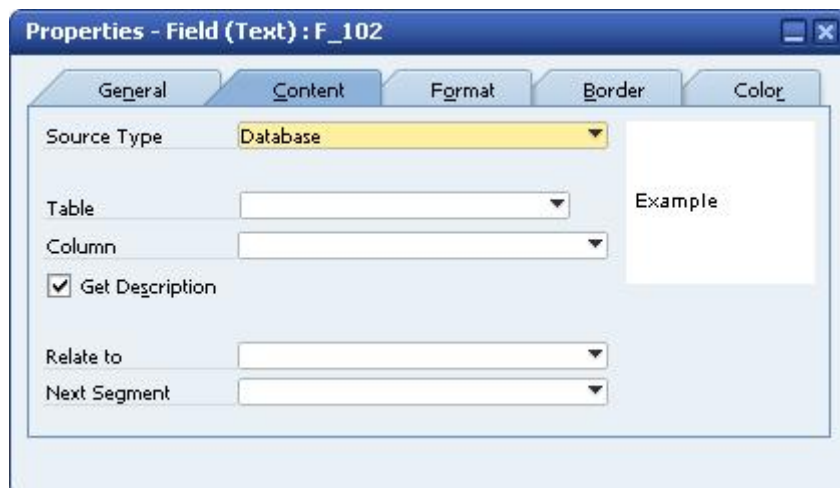 Properties - Field (Text) : F_102
General Content Format Border Color
Source Type Database
Table
Example
Column
Get Description
Relate to
Next Segment